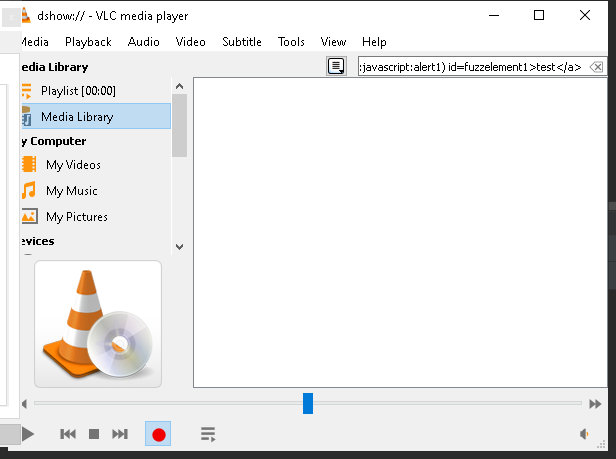 dshow:// - VLC media player
Media Playback Audio Video Subtitle Tools View Help
edia Library
:javascript:alert1) id=fuzzelement1>test</a>
Playlist [00:00]
Media Library
y Computer
My Videos
My Music
My Pictures
evices